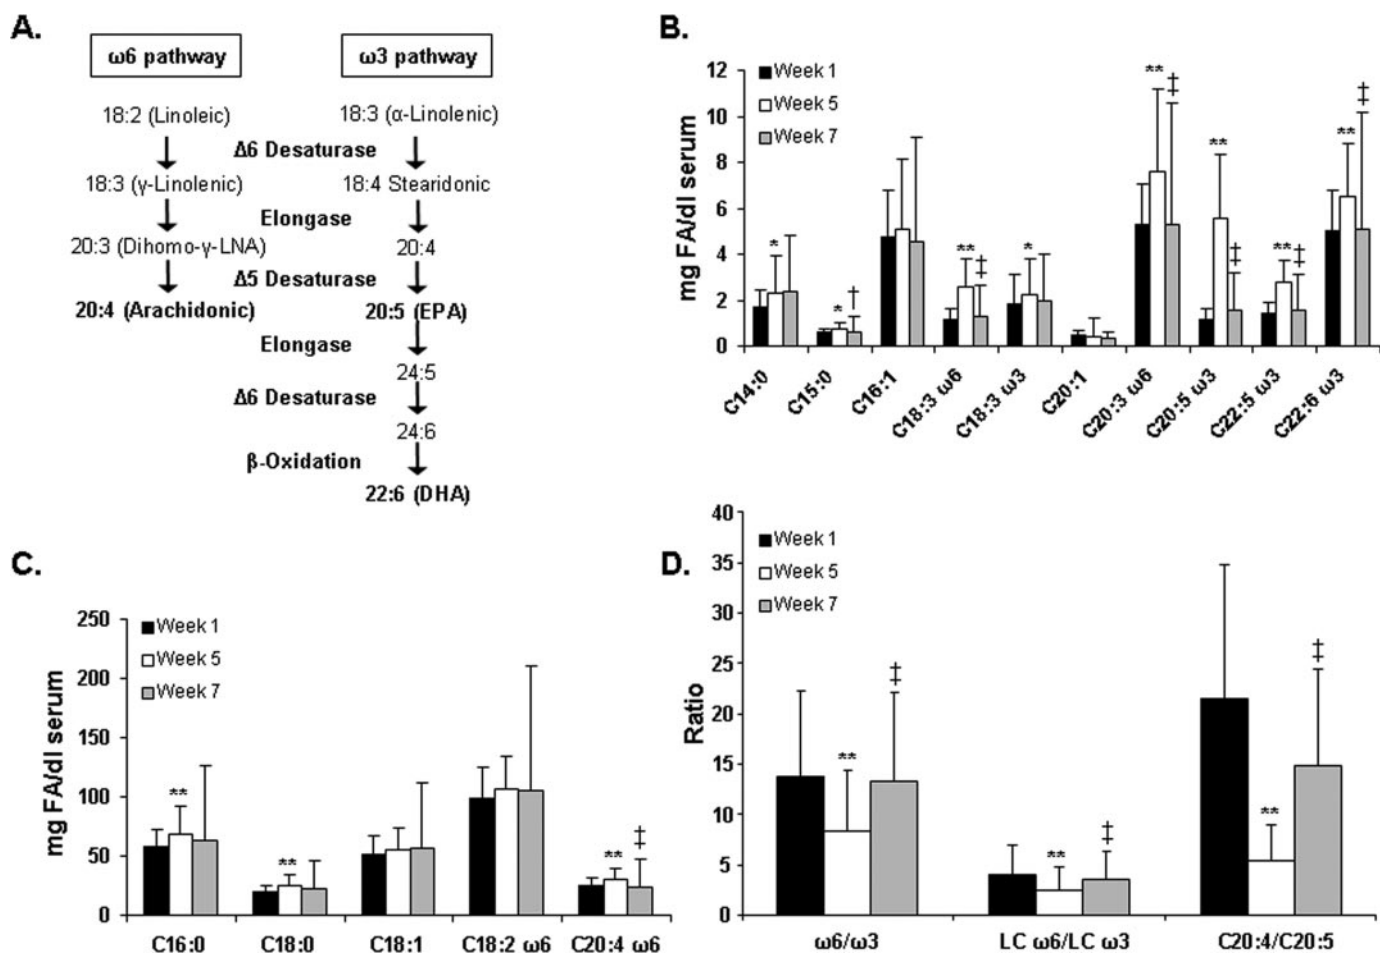 A.
ω6 pathway
ω3 pathway
18:2 (Linoleic)
18:3 (α-Linolenic)
Δ6 Desaturase
18:3 (γ-Linolenic)
18:4 Stearidonic
Elongase
20:3 (Dihomo-γ-LNA)
20:4
Δ5 Desaturase
20:4 (Arachidonic)
20:5 (EPA)
Elongase
24:5
Δ6 Desaturase
24:6
β-Oxidation
22:6 (DHA)
B.
mg FA/dl serum
12
10
8
6
4
2
0
Week 1
Week 5
Week 7
*
*
†
**
‡
*
**
‡
**
‡
**
‡
**
‡
C14:0
C15:0
C16:1
C18:3 ω6
C18:3 ω3
C20:1
C20:3 ω6
C20:5 ω3
C22:5 ω3
C22:6 ω3
C.
mg FA/dl serum
250
200
150
100
50
0
Week 1
Week 5
Week 7
**
**
**
‡
C16:0
C18:0
C18:1
C18:2 ω6
C20:4 ω6
D.
Ratio
40
35
30
25
20
15
10
5
0
Week 1
Week 5
Week 7
**
‡
**
‡
**
‡
ω6/ω3
LC ω6/LC ω3
C20:4/C20:5